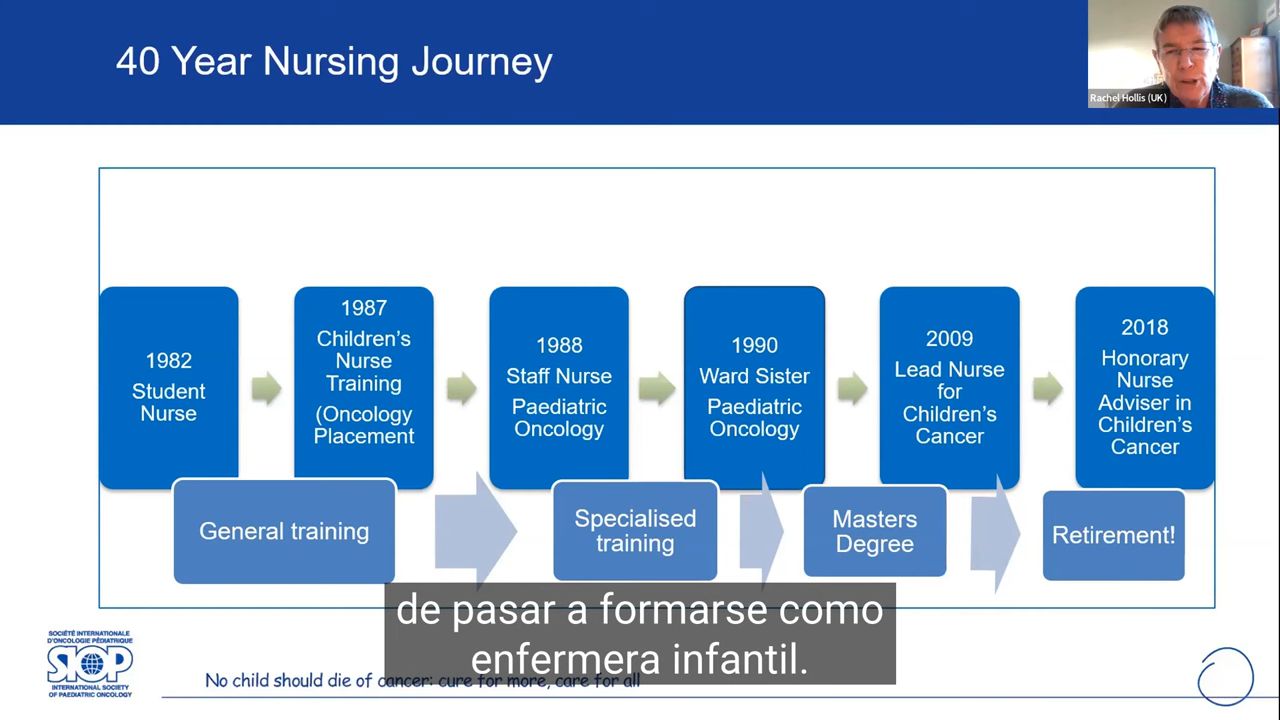 40 Year Nursing Journey
Rachel Hollis (UK)
1982
Student
Nurse
1987
Children's
Nurse
Training
(Oncology
Placement
1988
Staff Nurse
Paediatric
Oncology
1990
Ward Sister
Paediatric
Oncology
2009
Lead Nurse
for
Children's
Cancer
2018
Honorary
Nurse
Adviser in
Children's
Cancer
General training
Specialised
training
Masters
Degree
Retirement!
de pasar a formarse como
enfermera infantil.
SOCIÉTÉ INTERNATIONALE
D'ONCOLOGIE PÉDIATRIQUE
SIOP
INTERNATIONAL SOCIETY
OF PAEDIATRIC ONCOLOGY
No child should die of cancer: cure for more, care for all